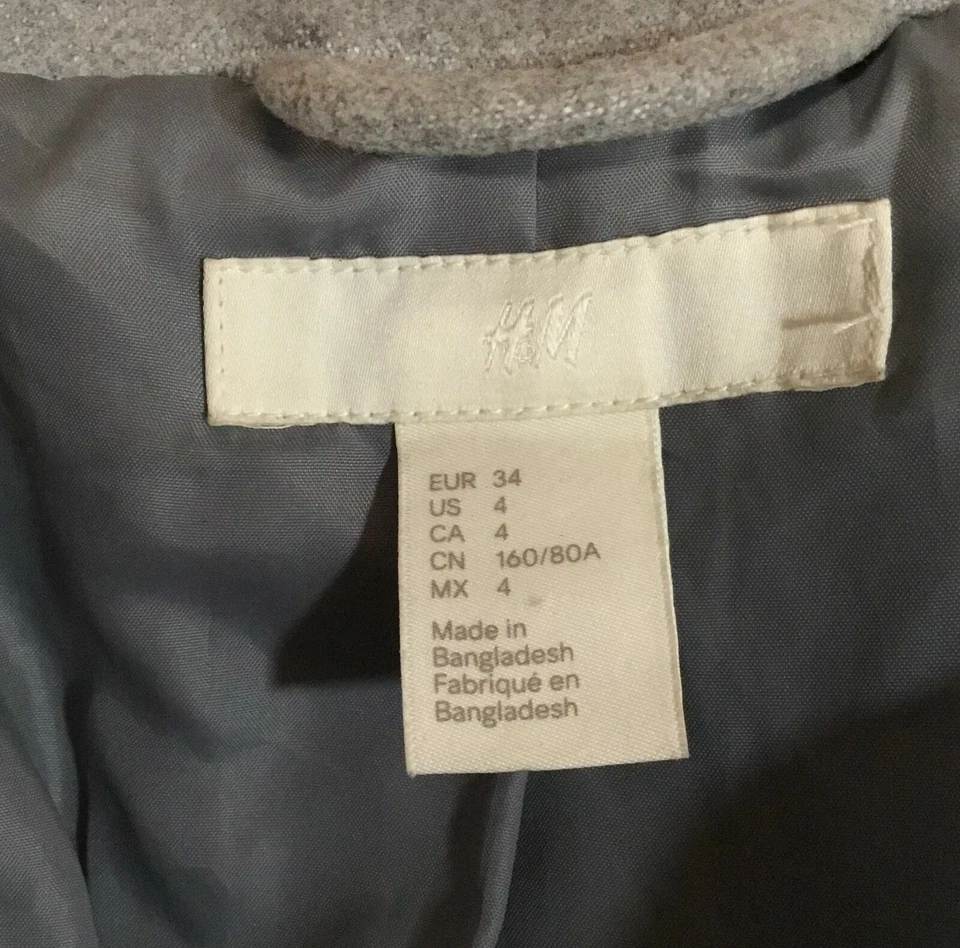 H&M
EUR 34
US 4
CA 4
CN 160/80A
MX 4
Made in
Bangladesh
Fabriqué en
Bangladesh